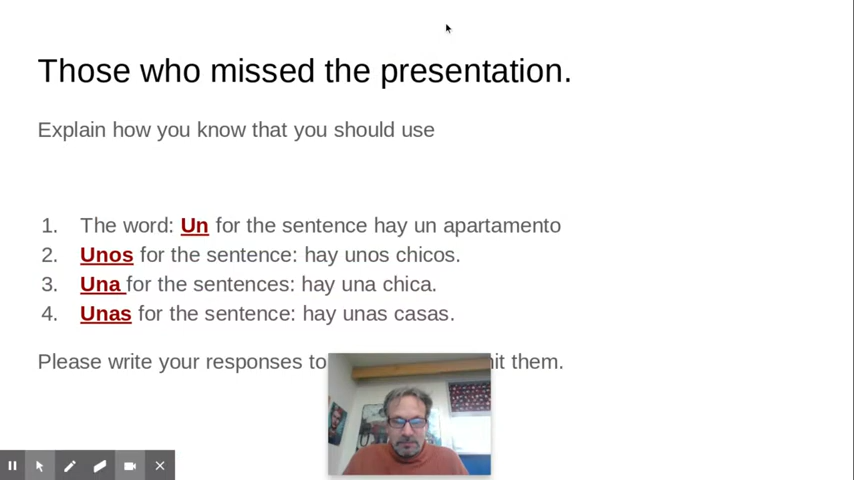 Those who missed the presentation.
Explain how you know that you should use
1. The word: Un for the sentence hay un apartamento
2. Unos for the sentence: hay unos chicos.
3. Una for the sentences: hay una chica.
4. Unas for the sentence: hay unas casas.
Please write your responses to them.